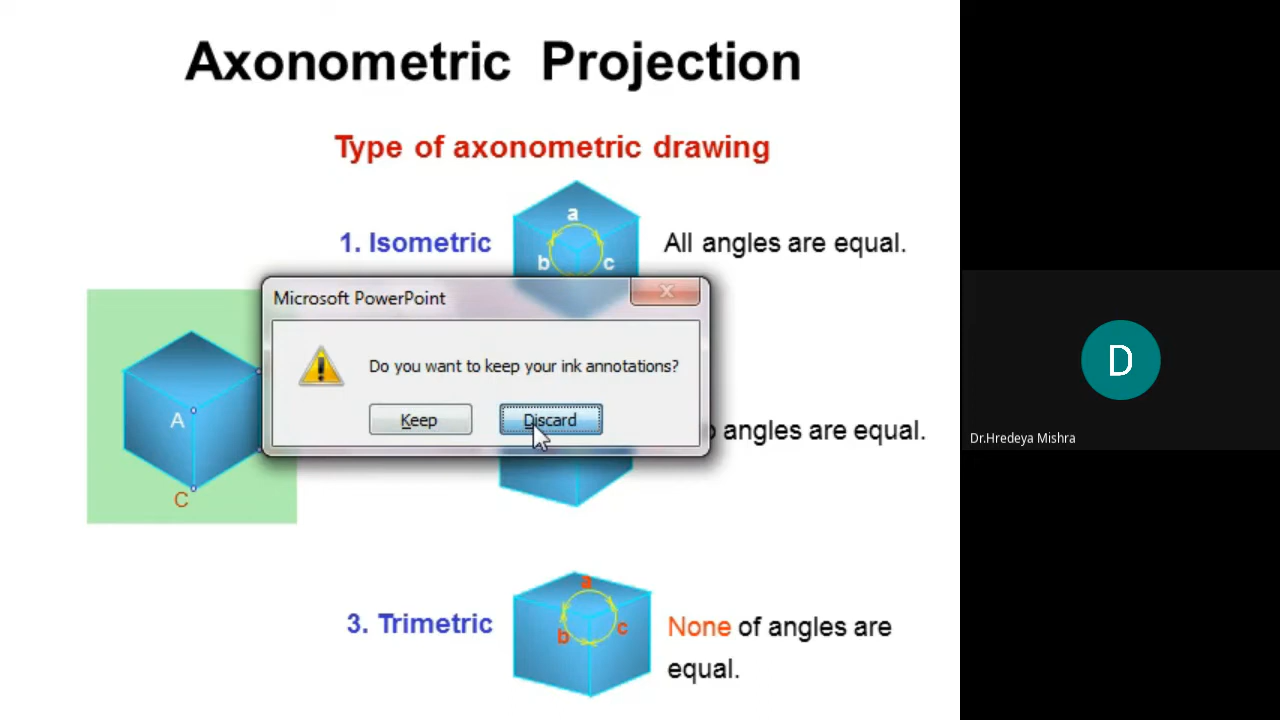 Axonometric Projection
Type of axonometric drawing
1. Isometric
a
b
c
All angles are equal.
Microsoft PowerPoint
Do you want to keep your ink annotations?
Keep
Discard
A
C
angles are equal.
3. Trimetric
a
b
c
None of angles are
equal.
D
Dr.Hredeya Mishra